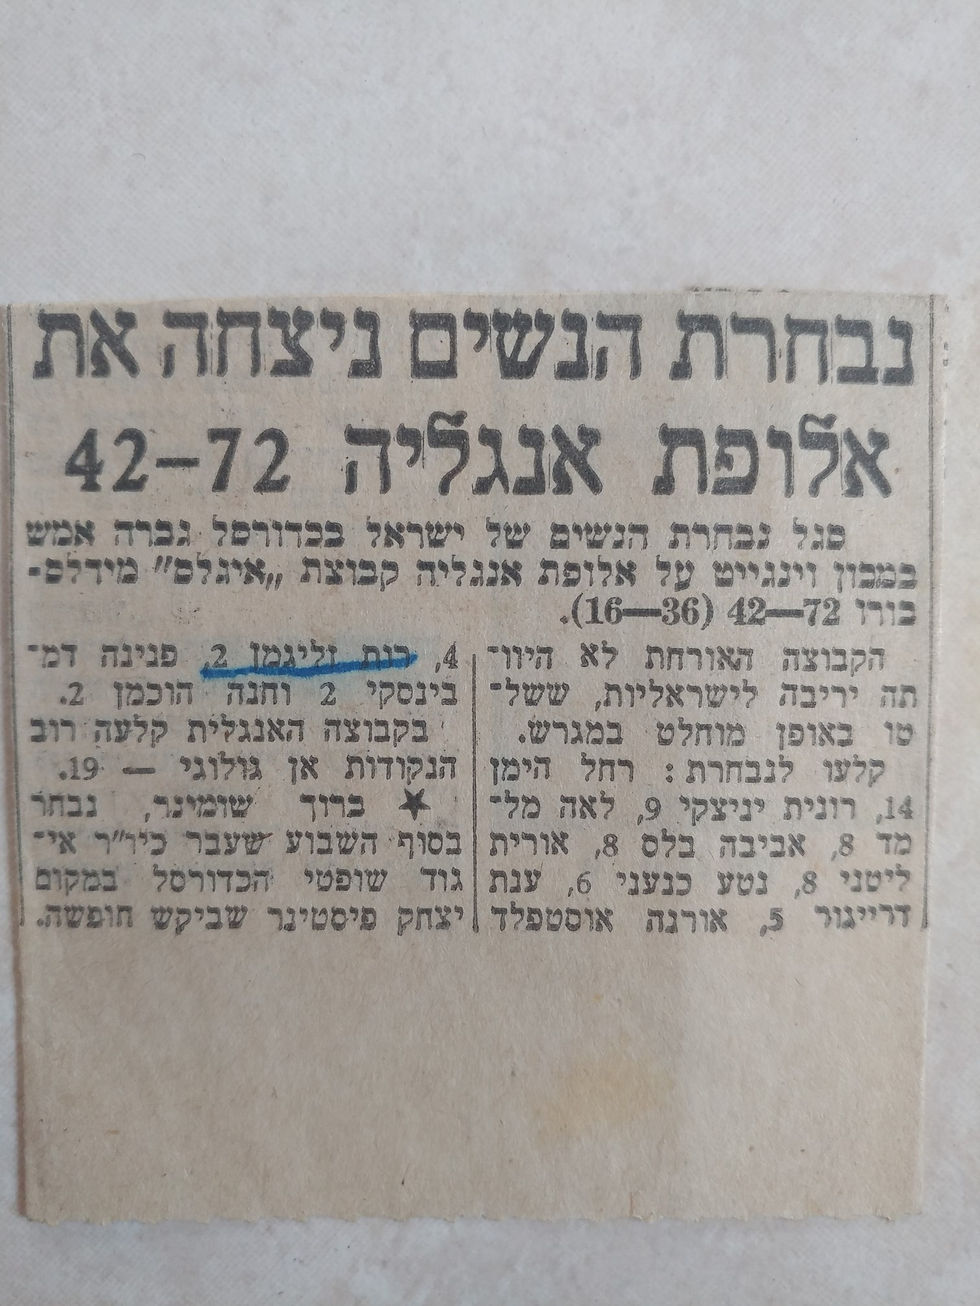 נבחרת הנשים ניצחה את
אלופת אנגליה 72–42
סגל נבחרת הנשים של ישראל בכדורסל גברה אמש
במכון וינגייט על אלופת אנגליה קבוצת „איגלס” מידלס-
בורו 72—42 (36—16).
הקבוצה האורחת לא היוו-
תה יריבה לישראליות, ששל-
טו באופן מוחלט במגרש.
קלעו לנבחרת: רחל הימן
14, רונית יניצקי 9, לאה מל-
מד 8, אביבה בלס 8, אורית
ליטני 8, נטע כנעני 6, ענת
דרייגור 5, אורנה אוסטפלד
4, רות זליגמן 2, פנינה דמ-
בינסקי 2 וחנה הוכמן 2.
בקבוצה האנגלית קלעה רוב
הנקודות אן גולוגי — 19.
★ ברוך שומינר, נבחר
בסוף השבוע שעבר כיו״ר אי-
גוד שופטי הכדורסל במקום
יצחק פיסטינר שביקש חופשה.